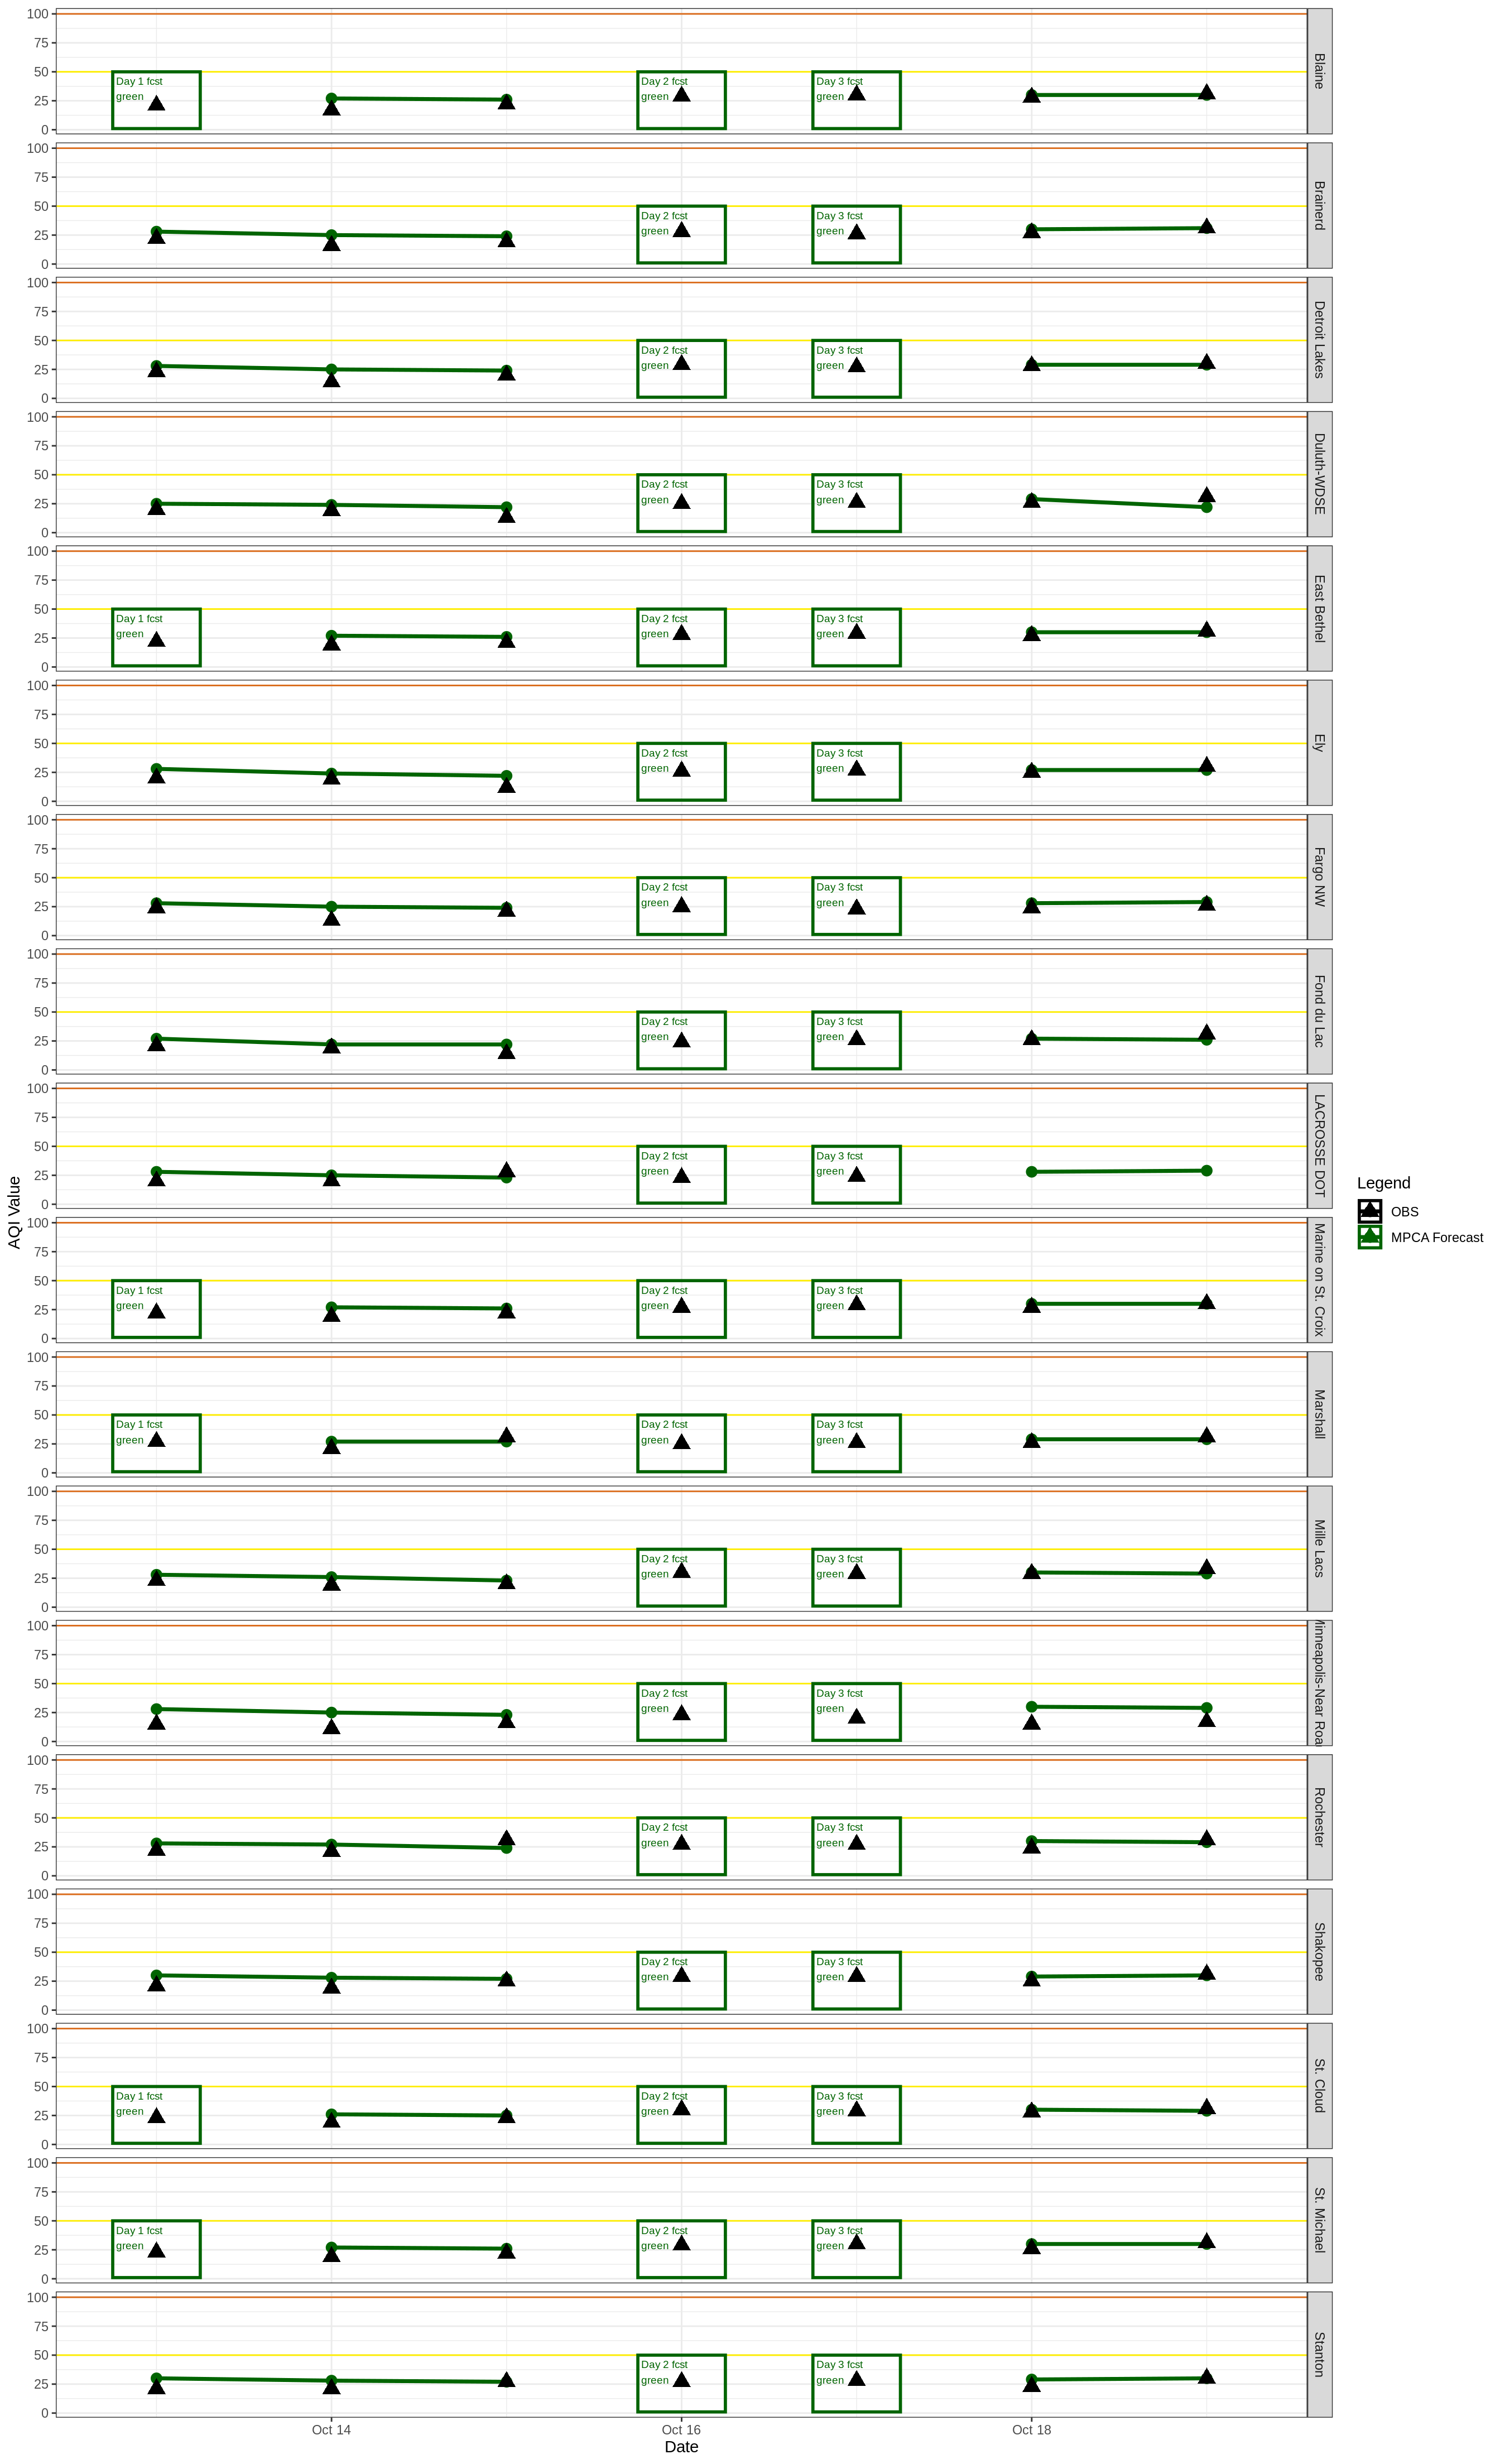 100
75
50
25
0
Day 1 fcst
green
Day 2 fcst
green
Day 3 fcst
green
Blaine
100
75
50
25
0
Day 2 fcst
green
Day 3 fcst
green
Brainerd
100
75
50
25
0
Day 2 fcst
green
Day 3 fcst
green
Detroit Lakes
100
75
50
25
0
Day 2 fcst
green
Day 3 fcst
green
Duluth-WDSE
100
75
50
25
0
Day 1 fcst
green
Day 2 fcst
green
Day 3 fcst
green
East Bethel
100
75
50
25
0
Day 2 fcst
green
Day 3 fcst
green
Ely
100
75
50
25
0
Day 2 fcst
green
Day 3 fcst
green
Fargo NW
100
75
50
25
0
Day 2 fcst
green
Day 3 fcst
green
Fond du Lac
100
75
50
25
0
Day 2 fcst
green
Day 3 fcst
green
LACROSSE DOT
100
75
50
25
0
Day 1 fcst
green
Day 2 fcst
green
Day 3 fcst
green
Marine on St. Croix
100
75
50
25
0
Day 1 fcst
green
Day 2 fcst
green
Day 3 fcst
green
Marshall
100
75
50
25
0
Day 2 fcst
green
Day 3 fcst
green
Mille Lacs
100
75
50
25
0
Day 2 fcst
green
Day 3 fcst
green
Minneapolis-Near Road
100
75
50
25
0
Day 2 fcst
green
Day 3 fcst
green
Rochester
100
75
50
25
0
Day 2 fcst
green
Day 3 fcst
green
Shakopee
100
75
50
25
0
Day 1 fcst
green
Day 2 fcst
green
Day 3 fcst
green
St. Cloud
100
75
50
25
0
Day 1 fcst
green
Day 2 fcst
green
Day 3 fcst
green
St. Michael
100
75
50
25
0
Day 2 fcst
green
Day 3 fcst
green
Stanton
Oct 14
Oct 16
Oct 18
Date
AQI Value
Legend
OBS
MPCA Forecast